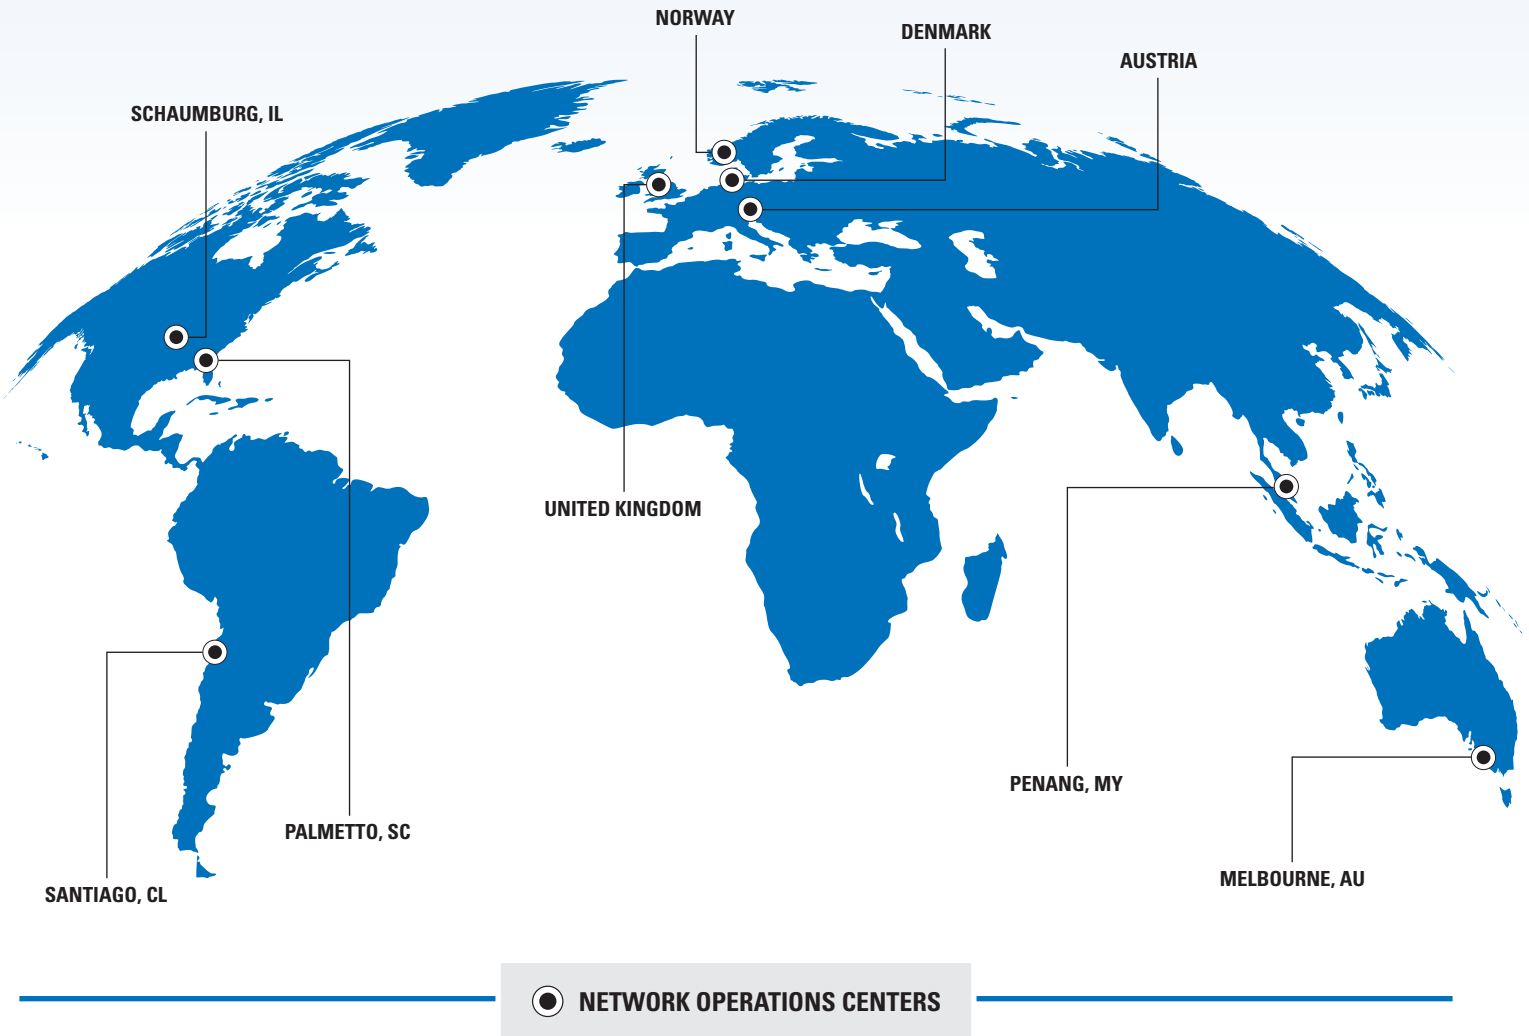 NORWAY
DENMARK
AUSTRIA
SCHAUMBURG, IL
UNITED KINGDOM
PENANG, MY
PALMETTO, SC
MELBOURNE, AU
SANTIAGO, CL
NETWORK OPERATIONS CENTERS